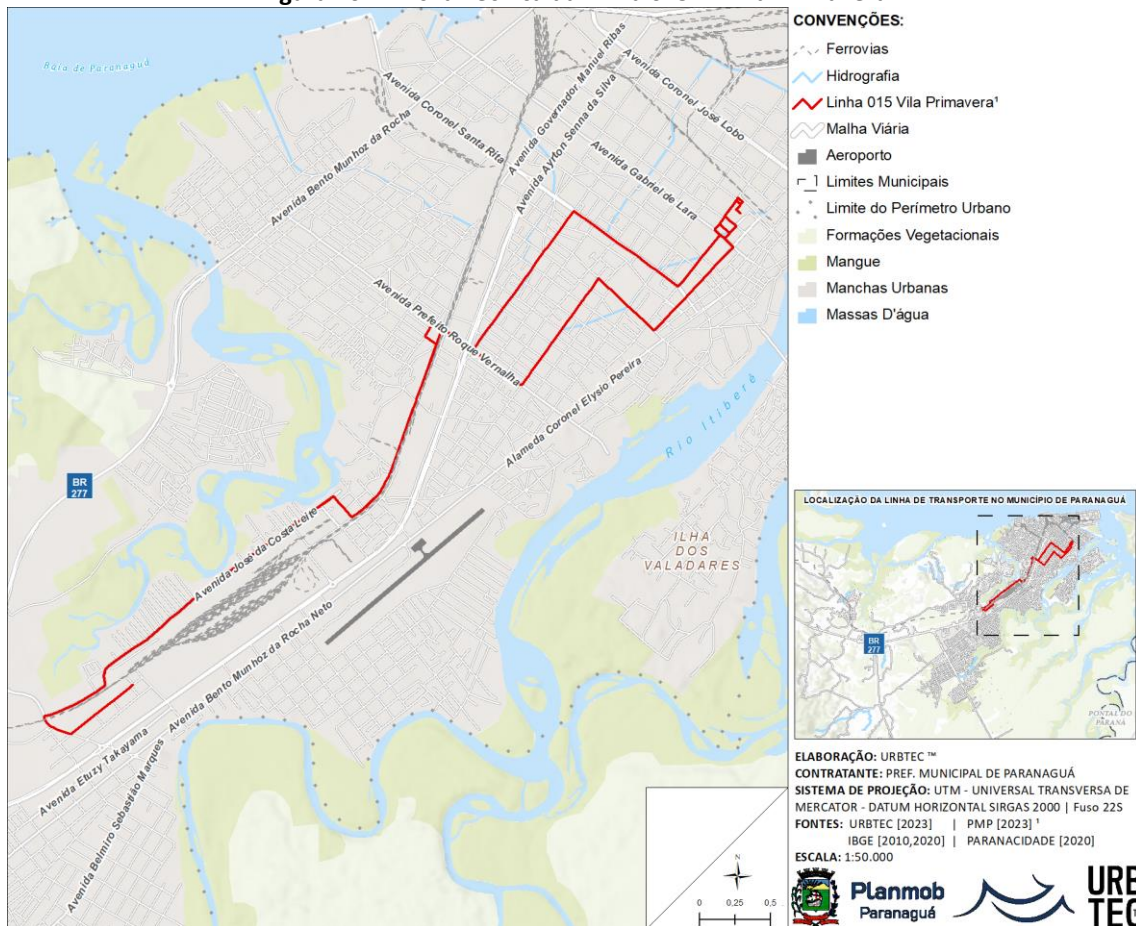 CONVENÇÕES:
Ferrovias
Hidrografia
Linha 015 Vila Primavera¹
Malha Viária
Aeroporto
Limites Municipais
Limite do Perímetro Urbano
Formações Vegetacionais
Mangue
Manchas Urbanas
Massas D'água
Baía de Paranaguá
Avenida Coronel Santa Rita
Avenida Bento Munhoz da Rocha
Avenida Governador Manuel Ribas
Avenida Ayrton Senna da Silva
Avenida Coronel José Lobo
Avenida Gabriel de Lara
Avenida Prefeito Roque Vernalha
Alameda Coronel Elysio Pereira
Rio Itiberê
BR
277
Avenida José da Costa Leite
ILHA
DOS
VALADARES
Avenida Bento Munhoz da Rocha Neto
Avenida Etuzy Takayama
Avenida Belmiro Sebastião Marques
N
0 0,25 0,5
LOCALIZAÇÃO DA LINHA DE TRANSPORTE NO MUNICÍPIO DE PARANAGUÁ
BR
277
PONTAL DO
PARANÁ
ELABORAÇÃO: URBTEC ™
CONTRATANTE: PREF. MUNICIPAL DE PARANAGUÁ
SISTEMA DE PROJEÇÃO: UTM - UNIVERSAL TRANSVERSA DE
MERCATOR - DATUM HORIZONTAL SIRGAS 2000 | Fuso 22S
FONTES: URBTEC [2023] | PMP [2023] ¹
IBGE [2010,2020] | PARANACIDADE [2020]
ESCALA: 1:50.000
Planmob
Paranaguá
URB
TEC